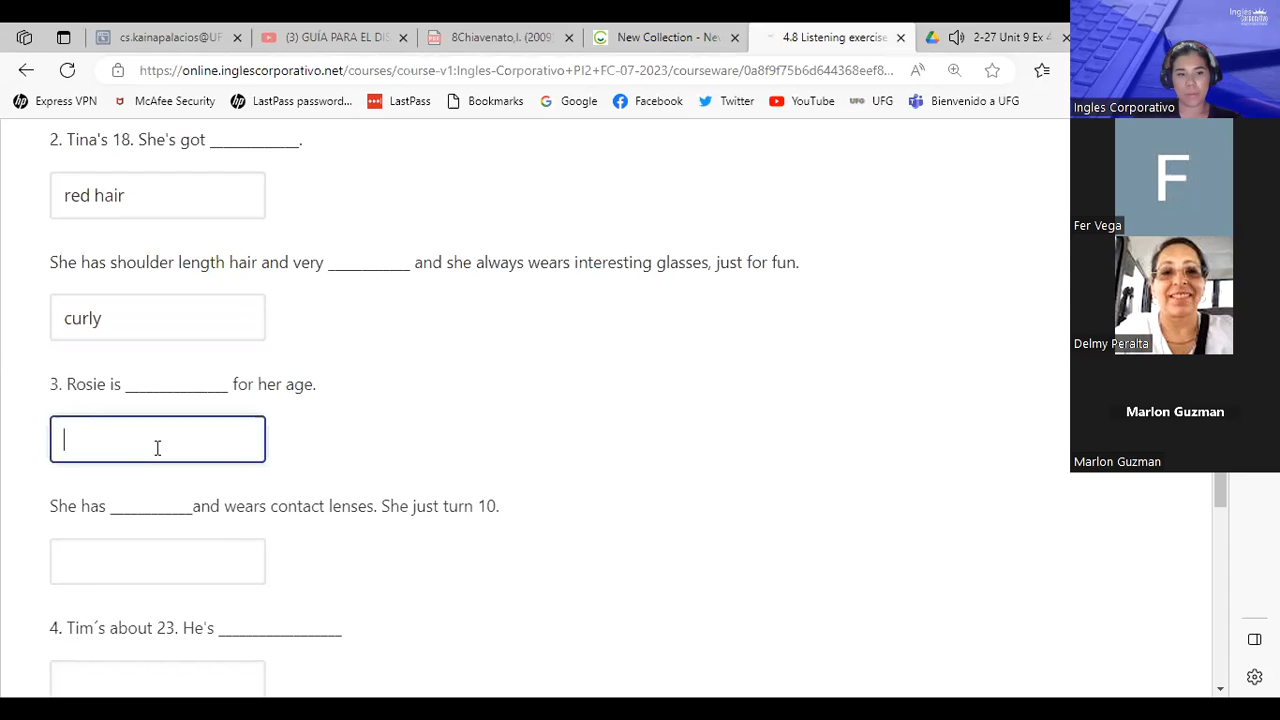 cs.kainapalacios@UF
(3) GUÍA PARA EL DIS
8Chiavenato,I. (2009)
New Collection - Nev
4.8 Listening exercise
2-27 Unit 9 Ex 4
https://online.inglescorporativo.net/courses/course-v1:Ingles-Corporativo+PI2+FC-07-2023/courseware/0a8f9f75b6d644368eef8...
Express VPN
McAfee Security
LastPass password...
LastPass
Bookmarks
Google
Facebook
Twitter
YouTube
UFG
Bienvenido a UFG
2. Tina's 18. She's got ____________.
red hair
She has shoulder length hair and very ___________ and she always wears interesting glasses, just for fun.
curly
3. Rosie is ______________ for her age.
She has ___________and wears contact lenses. She just turn 10.
4. Tim´s about 23. He's _________________
Ingles
CORPORATIVO
Ingles Corporativo
F
Fer Vega
Delmy Peralta
Marlon Guzman
Marlon Guzman